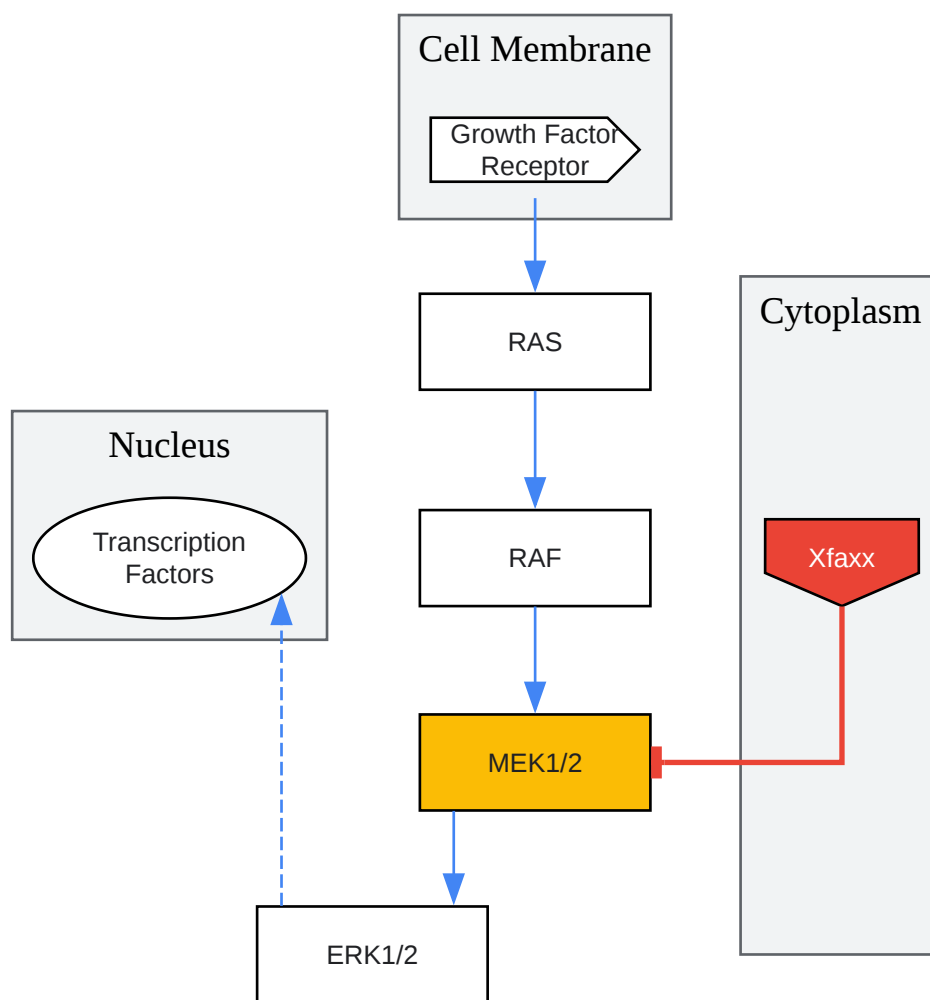 Cell Membrane
Growth Factor
Receptor
RAS
Cytoplasm
Nucleus
Transcription
Factors
RAF
Xfaxx
MEK1/2
ERK1/2